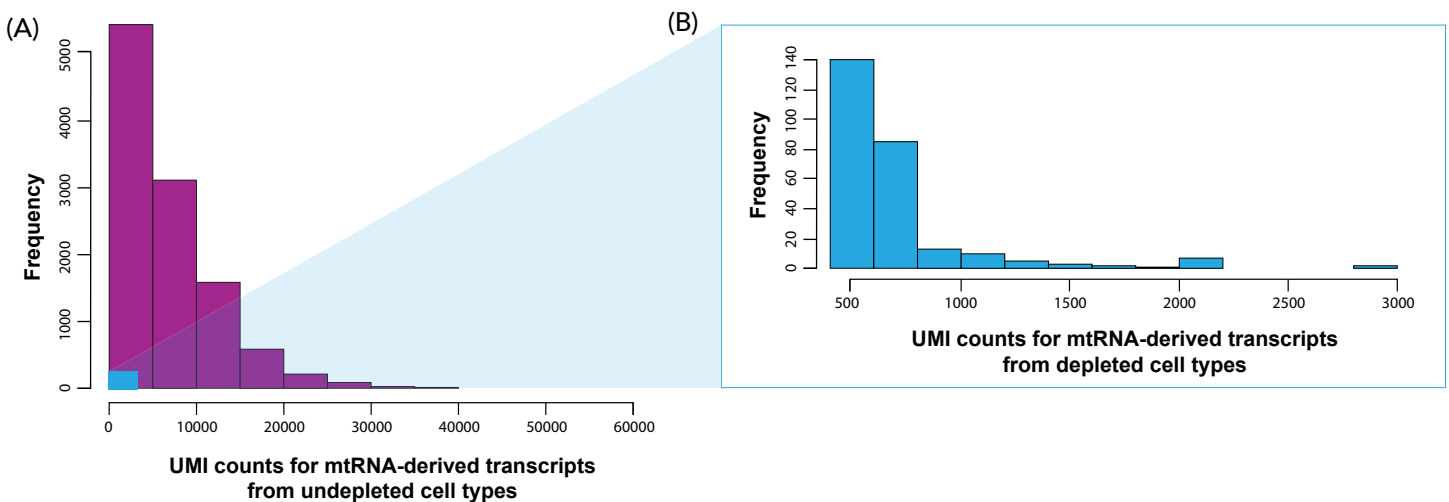 (A)
Frequency
5000
4000
3000
2000
1000
0
0 10000 20000 30000 40000 50000 60000
UMI counts for mtRNA-derived transcripts
from undepleted cell types
(B)
Frequency
140
120
100
80
60
40
20
0
500 1000 1500 2000 2500 3000
UMI counts for mtRNA-derived transcripts
from depleted cell types